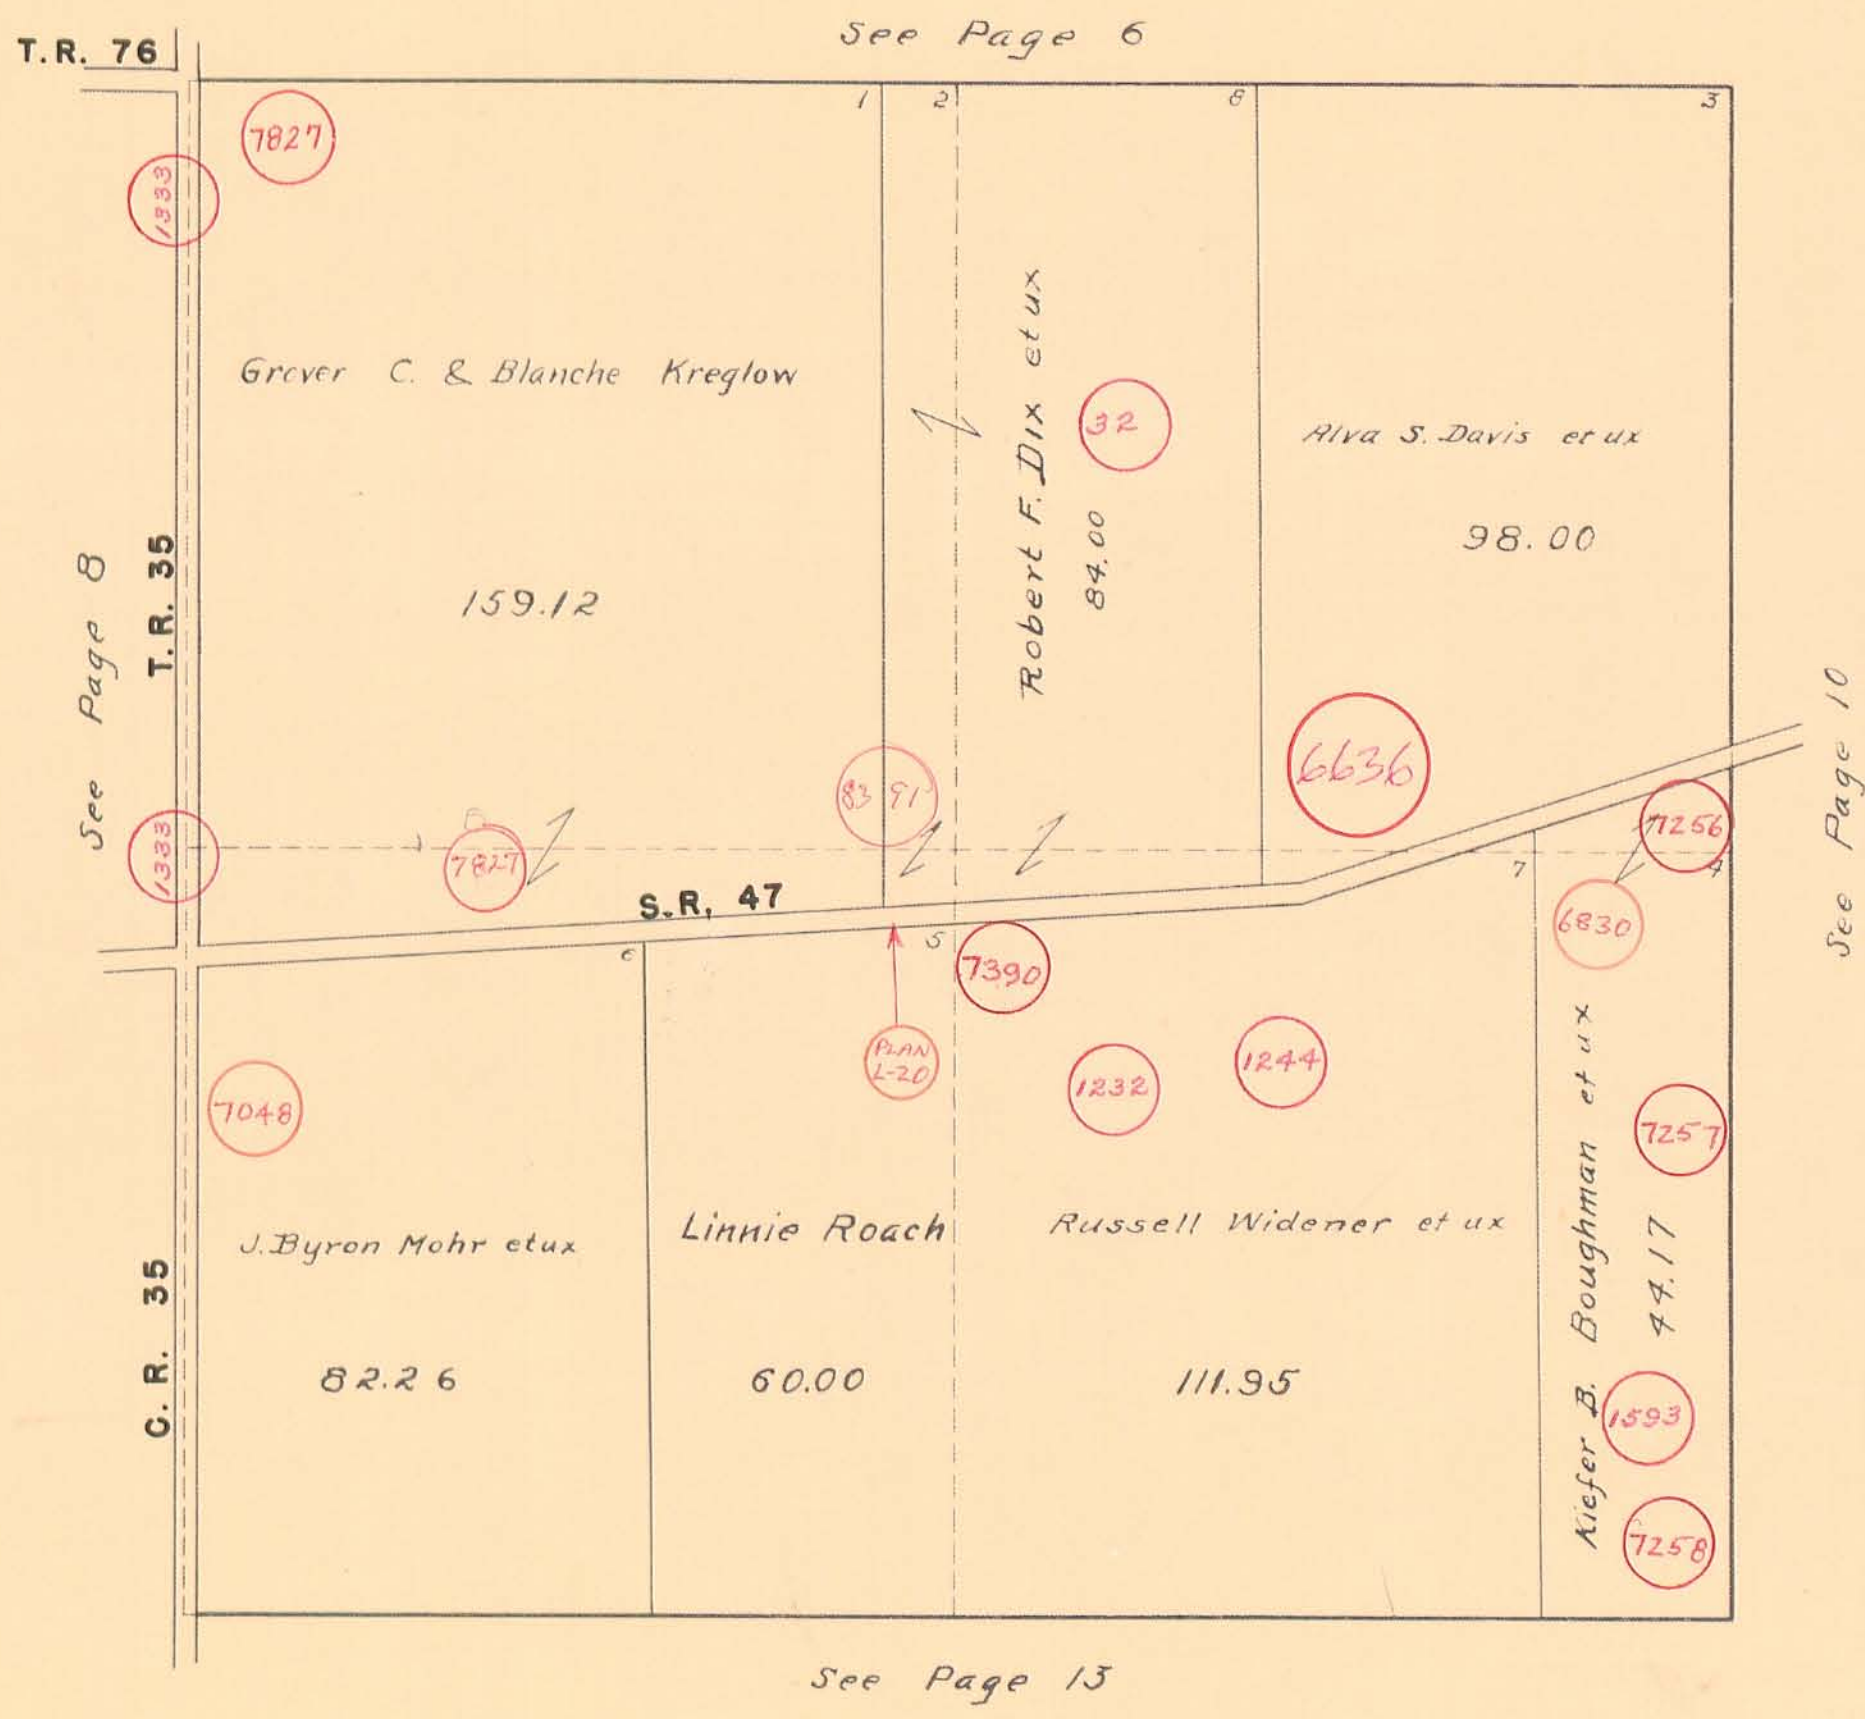 See Page 6
T.R. 76
1
2
8
3
7827
1333
Grover C. & Blanche Kreglow
159.12
Robert F. Dix et ux
84.00
32
Alva S. Davis et ux
98.00
See Page 8
T.R. 35
See Page 10
6636
8391
1333
7827
7256
7
4
S.R. 47
6
5
6830
7390
PLAN
L-20
1232
1244
7048
7257
J. Byron Mohr et ux
82.26
Linnie Roach
60.00
Russell Widener et ux
111.95
Kiefer B. Boughman et ux
44.17
C. R. 35
1593
7258
See Page 13